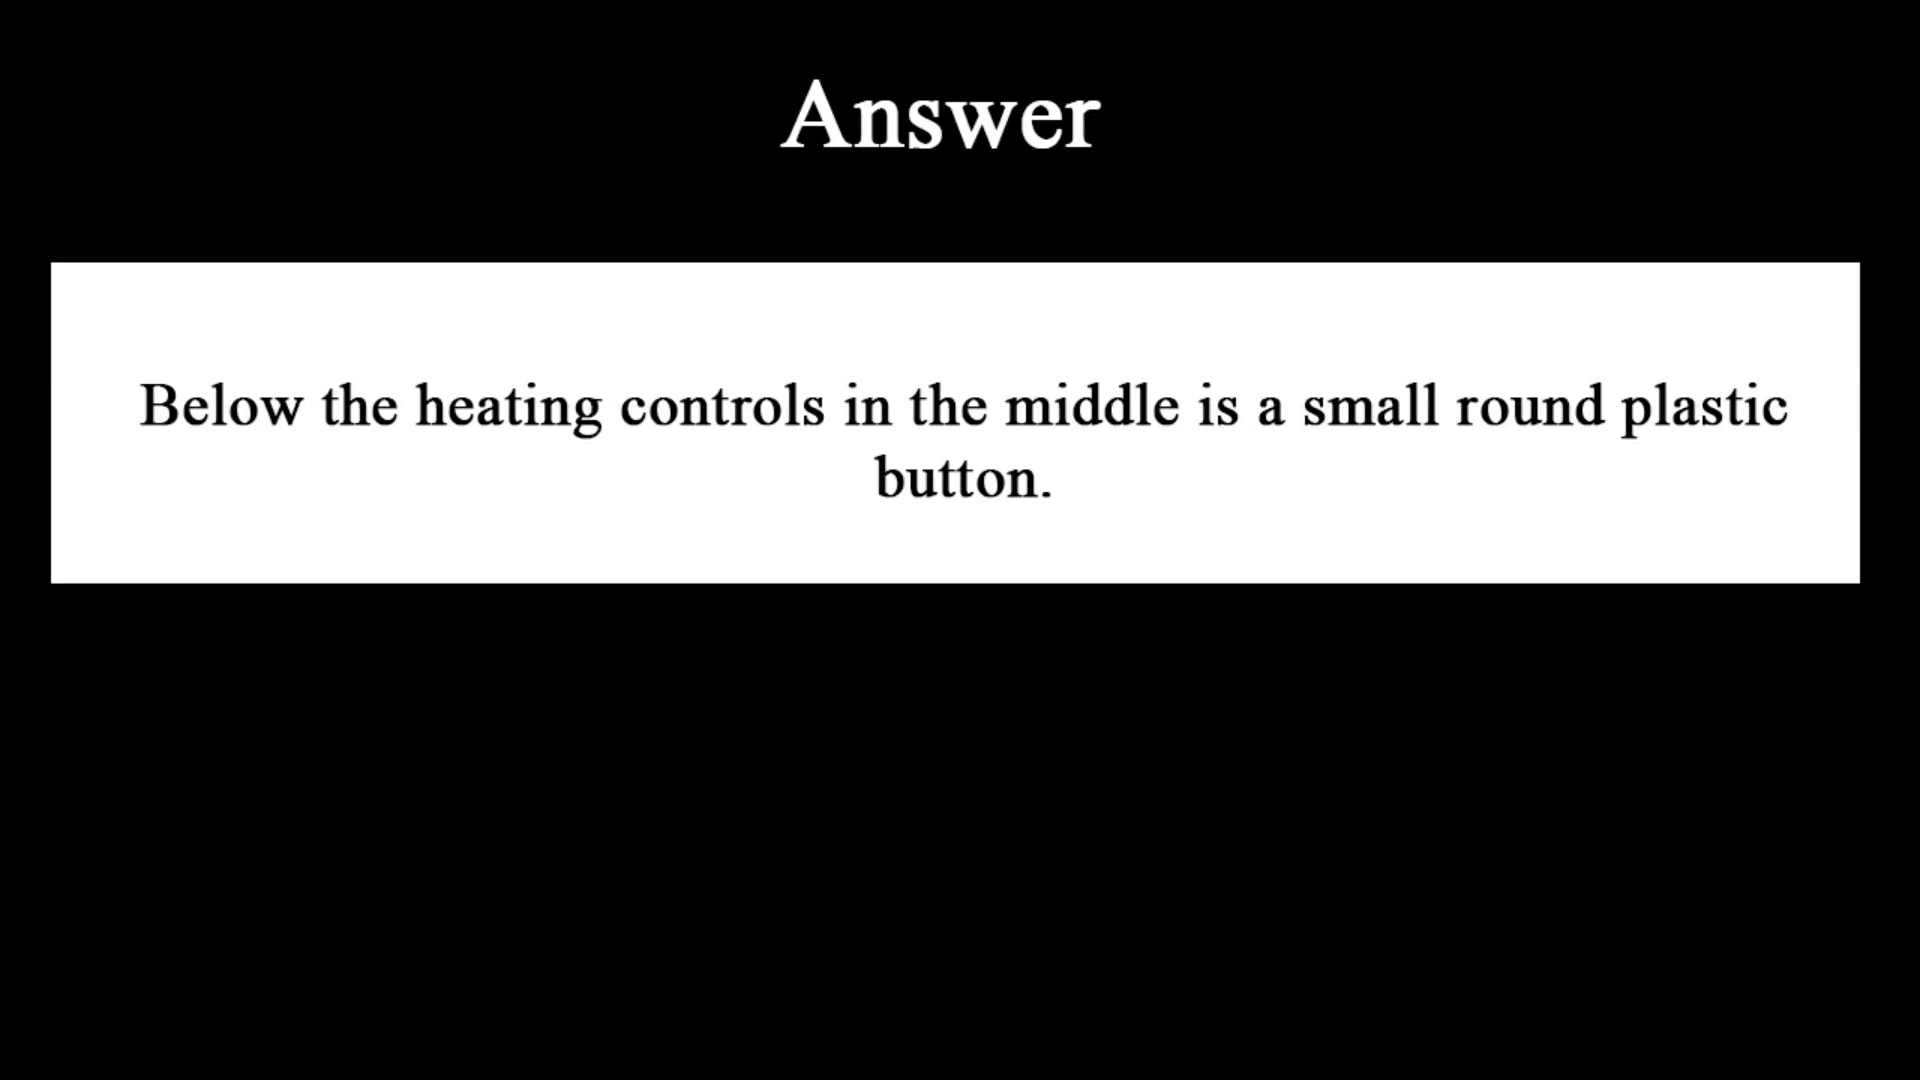 Answer
Below the heating controls in the middle is a small round plastic
button.